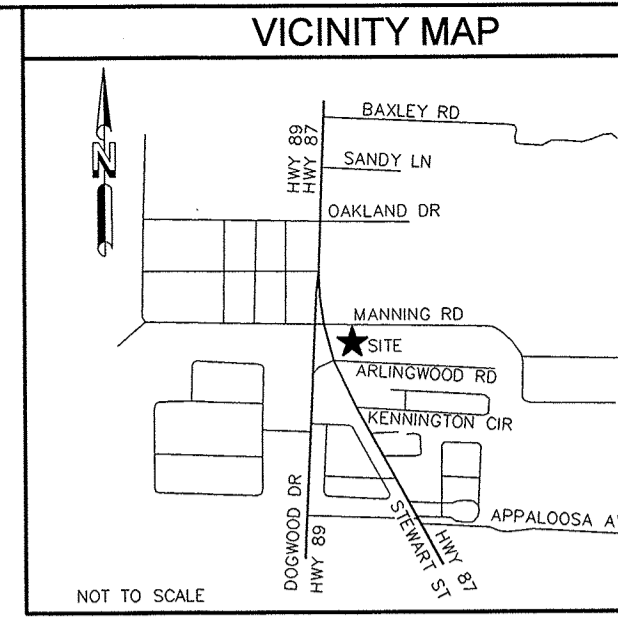 VICINITY MAP
N
BAXLEY RD
HWY 89
HWY 87
SANDY LN
OAKLAND DR
MANNING RD
SITE
ARLINGWOOD RD
KENNINGTON CIR
DOGWOOD DR
HWY 89
STEWART ST
HWY 87
APPALOOSA A
NOT TO SCALE